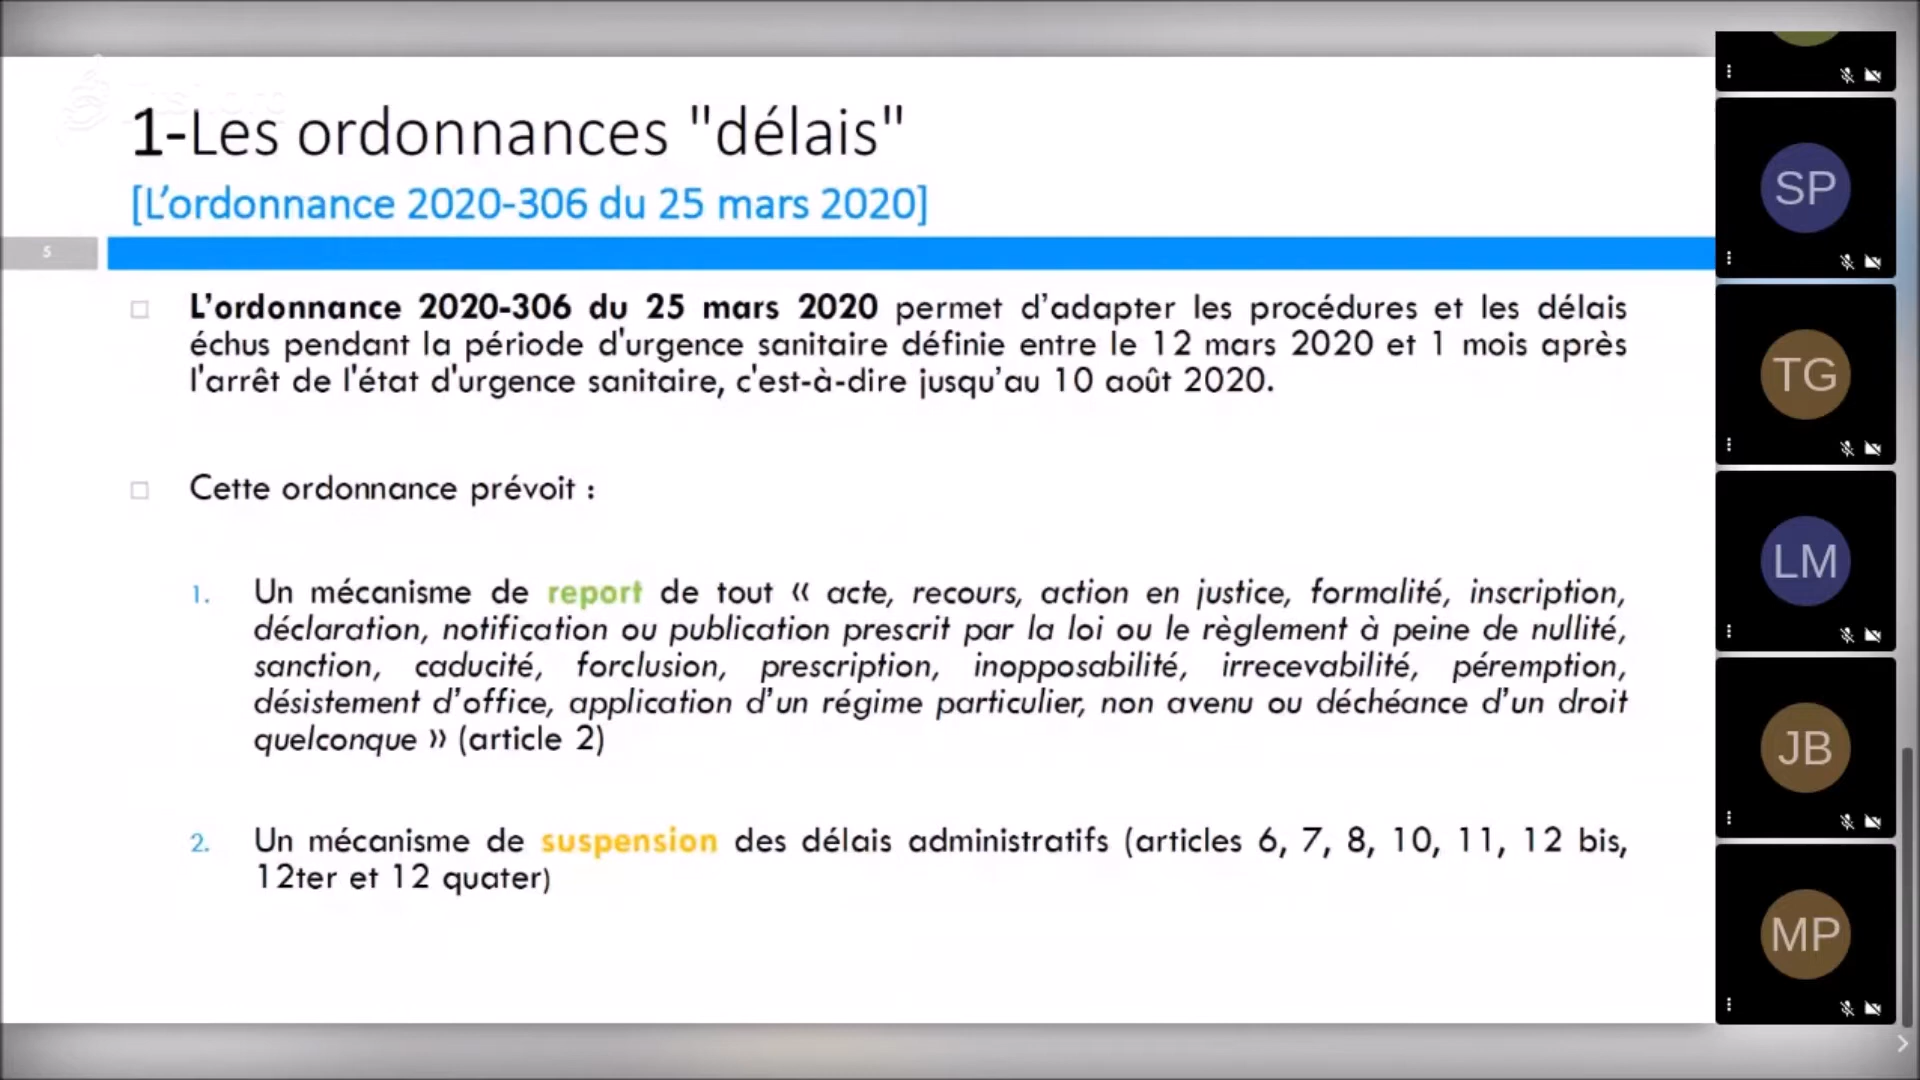 1-Les ordonnances "délais"
[L’ordonnance 2020-306 du 25 mars 2020]
5
L’ordonnance 2020-306 du 25 mars 2020 permet d’adapter les procédures et les délais
échus pendant la période d'urgence sanitaire définie entre le 12 mars 2020 et 1 mois après
l'arrêt de l'état d'urgence sanitaire, c'est-à-dire jusqu’au 10 août 2020.
Cette ordonnance prévoit :
1. Un mécanisme de report de tout « acte, recours, action en justice, formalité, inscription,
déclaration, notification ou publication prescrit par la loi ou le règlement à peine de nullité,
sanction, caducité, forclusion, prescription, inopposabilité, irrecevabilité, péremption,
désistement d’office, application d’un régime particulier, non avenu ou déchéance d’un droit
quelconque » (article 2)
2. Un mécanisme de suspension des délais administratifs (articles 6, 7, 8, 10, 11, 12 bis,
12ter et 12 quater)
SP
TG
LM
JB
MP